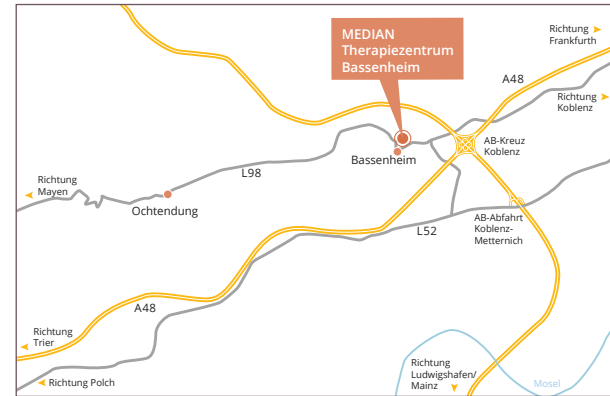 MEDIAN
Therapiezentrum
Bassenheim
Richtung
Frankfurth
A48
Richtung
Koblenz
AB-Kreuz
Koblenz
Bassenheim
L98
Richtung
Mayen
Ochtendung
AB-Abfahrt
Koblenz-
Metternich
L52
A48
Richtung
Trier
Richtung Polch
Richtung
Ludwigshafen/
Mainz
Mosel